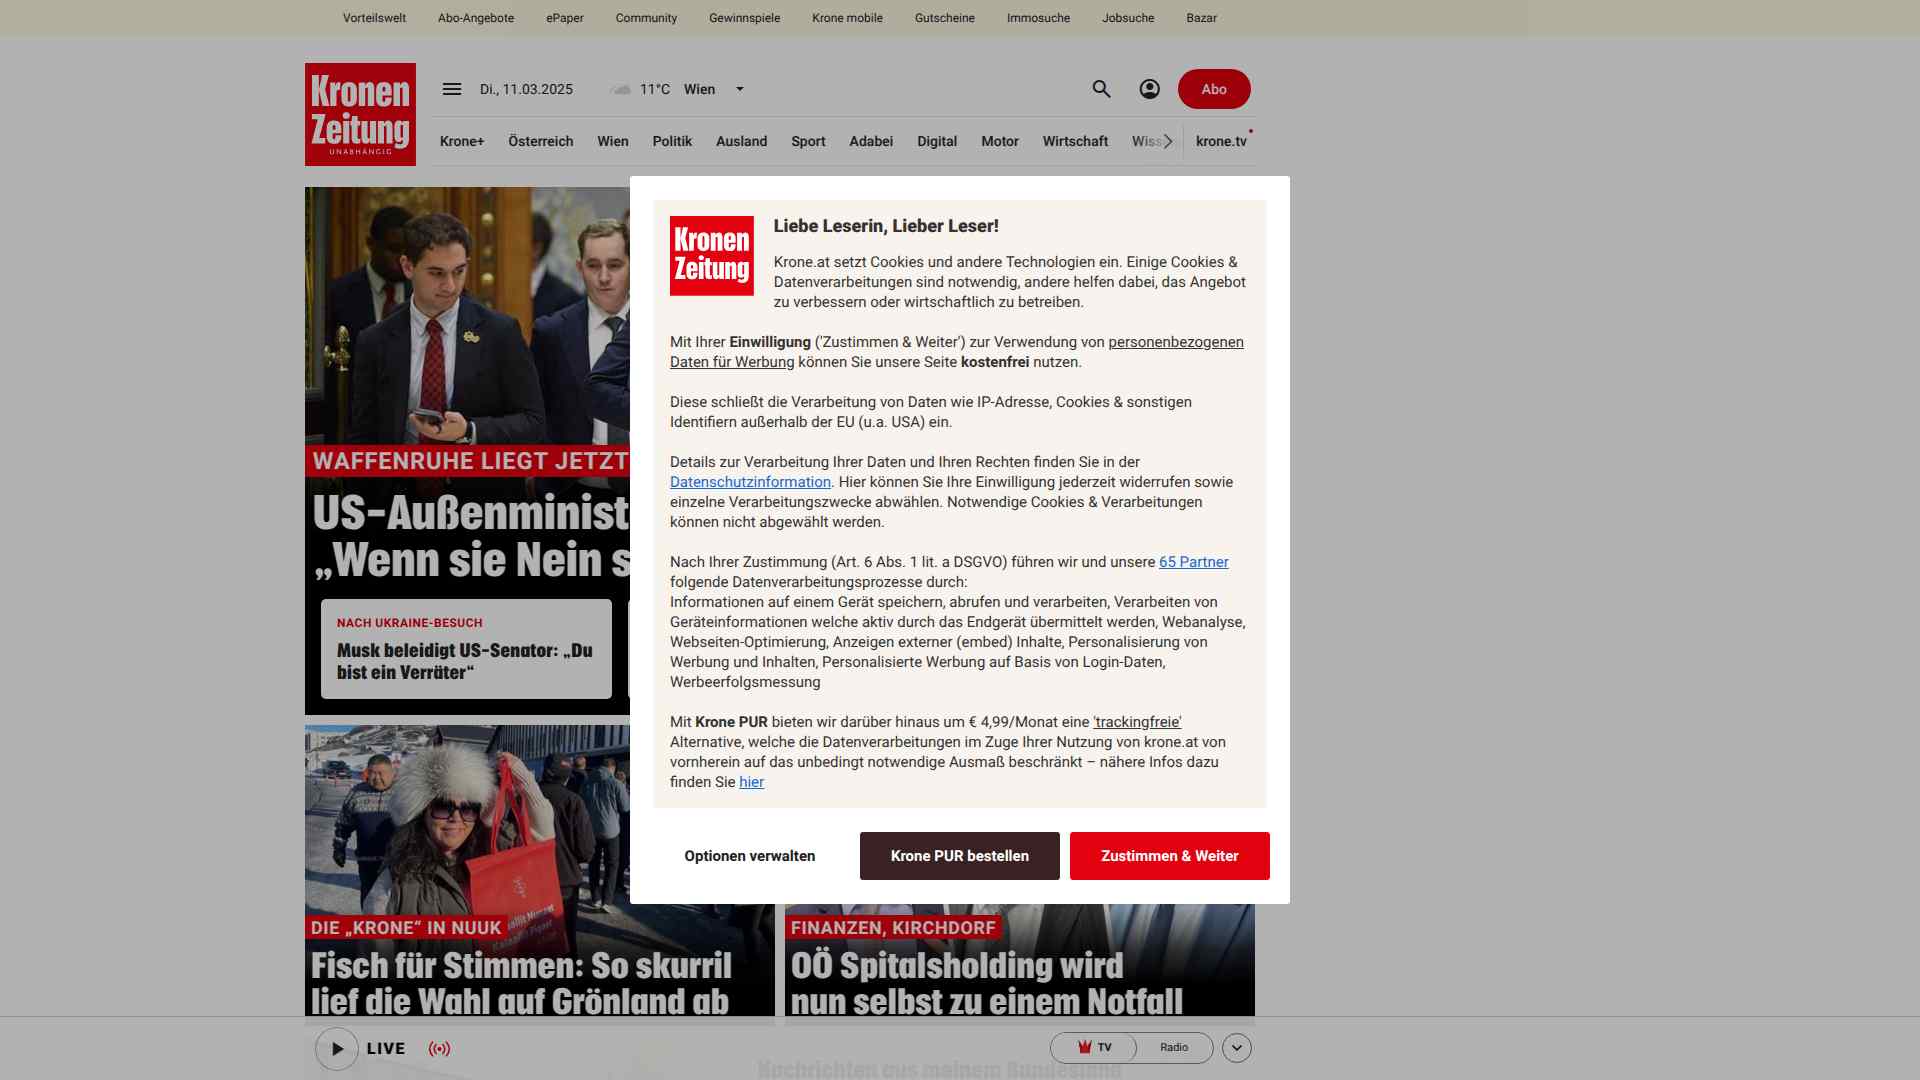 Vorteilswelt Abo-Angebote ePaper Community Gewinnspiele Krone mobile Gutscheine Immosuche Jobsuche Bazar
Kronen
Zeitung
UNABHÄNGIG
Di., 11.03.2025 11°C Wien Abo
Krone+ Österreich Wien Politik Ausland Sport Adabei Digital Motor Wirtschaft Wiss krone.tv
WAFFENRUHE LIEGT JETZT
US-Außenminist
„Wenn sie Nein s
NACH UKRAINE-BESUCH
Musk beleidigt US-Senator: „Du
bist ein Verräter“
Kronen
Zeitung
Liebe Leserin, Lieber Leser!
Krone.at setzt Cookies und andere Technologien ein. Einige Cookies &
Datenverarbeitungen sind notwendig, andere helfen dabei, das Angebot
zu verbessern oder wirtschaftlich zu betreiben.
Mit Ihrer Einwilligung ('Zustimmen & Weiter') zur Verwendung von personenbezogenen
Daten für Werbung können Sie unsere Seite kostenfrei nutzen.
Diese schließt die Verarbeitung von Daten wie IP-Adresse, Cookies & sonstigen
Identifiern außerhalb der EU (u.a. USA) ein.
Details zur Verarbeitung Ihrer Daten und Ihren Rechten finden Sie in der
Datenschutzinformation. Hier können Sie Ihre Einwilligung jederzeit widerrufen sowie
einzelne Verarbeitungszwecke abwählen. Notwendige Cookies & Verarbeitungen
können nicht abgewählt werden.
Nach Ihrer Zustimmung (Art. 6 Abs. 1 lit. a DSGVO) führen wir und unsere 65 Partner
folgende Datenverarbeitungsprozesse durch:
Informationen auf einem Gerät speichern, abrufen und verarbeiten, Verarbeiten von
Geräteinformationen welche aktiv durch das Endgerät übermittelt werden, Webanalyse,
Webseiten-Optimierung, Anzeigen externer (embed) Inhalte, Personalisierung von
Werbung und Inhalten, Personalisierte Werbung auf Basis von Login-Daten,
Werbeerfolgsmessung
Mit Krone PUR bieten wir darüber hinaus um € 4,99/Monat eine 'trackingfreie'
Alternative, welche die Datenverarbeitungen im Zuge Ihrer Nutzung von krone.at von
vornherein auf das unbedingt notwendige Ausmaß beschränkt – nähere Infos dazu
finden Sie hier
Optionen verwalten Krone PUR bestellen Zustimmen & Weiter
DIE „KRONE“ IN NUUK
Fisch für Stimmen: So skurril
lief die Wahl auf Grönland ab
FINANZEN, KIRCHDORF
OÖ Spitalsholding wird
nun selbst zu einem Notfall
LIVE TV Radio
Nachrichten aus meinem Bundesland